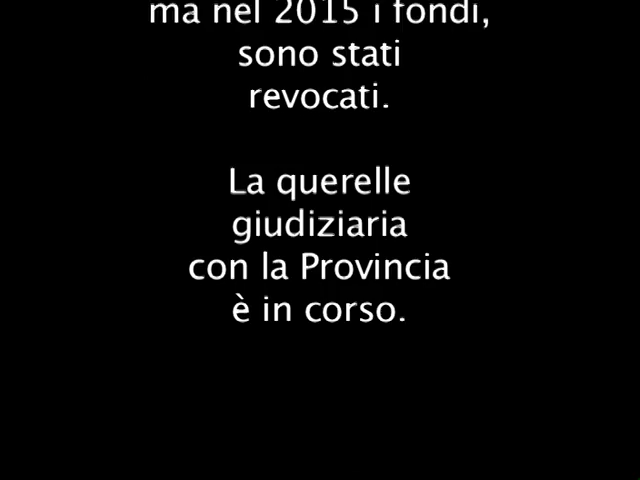 ma nel 2015 i fondi,
sono stati
revocati.
La querelle
giudiziaria
con la Provincia
è in corso.